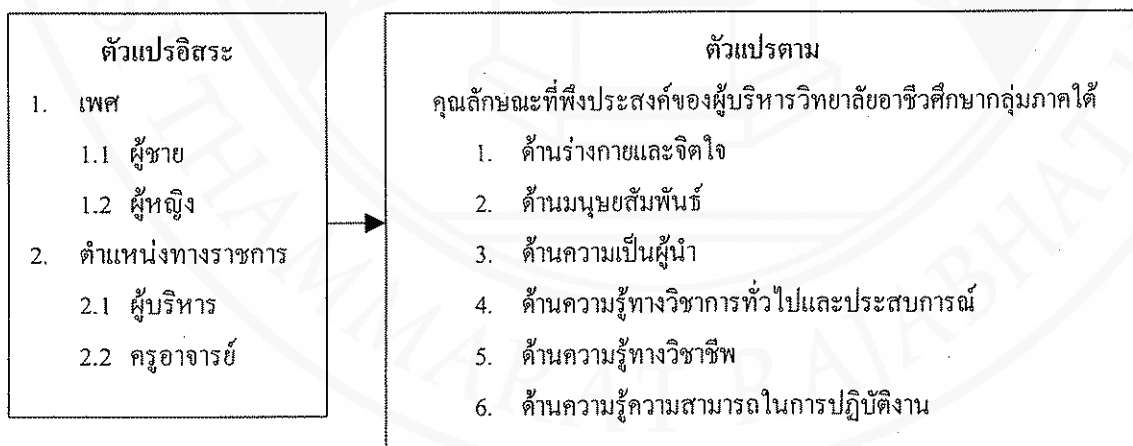 ตัวแปรอิสระ
1. เพศ
1.1 ผู้ชาย
1.2 ผู้หญิง
2. ตำแหน่งทางราชการ
2.1 ผู้บริหาร
2.2 ครูอาจารย์
ตัวแปรตาม
คุณลักษณะที่พึงประสงค์ของผู้บริหารวิทยาลัยอาชีวศึกษากลุ่มภาคใต้
1. ด้านร่างกายและจิตใจ
2. ด้านมนุษยสัมพันธ์
3. ด้านความเป็นผู้นำ
4. ด้านความรู้ทางวิชาการทั่วไปและประสบการณ์
5. ด้านความรู้ทางวิชาชีพ
6. ด้านความรู้ความสามารถในการปฏิบัติงาน